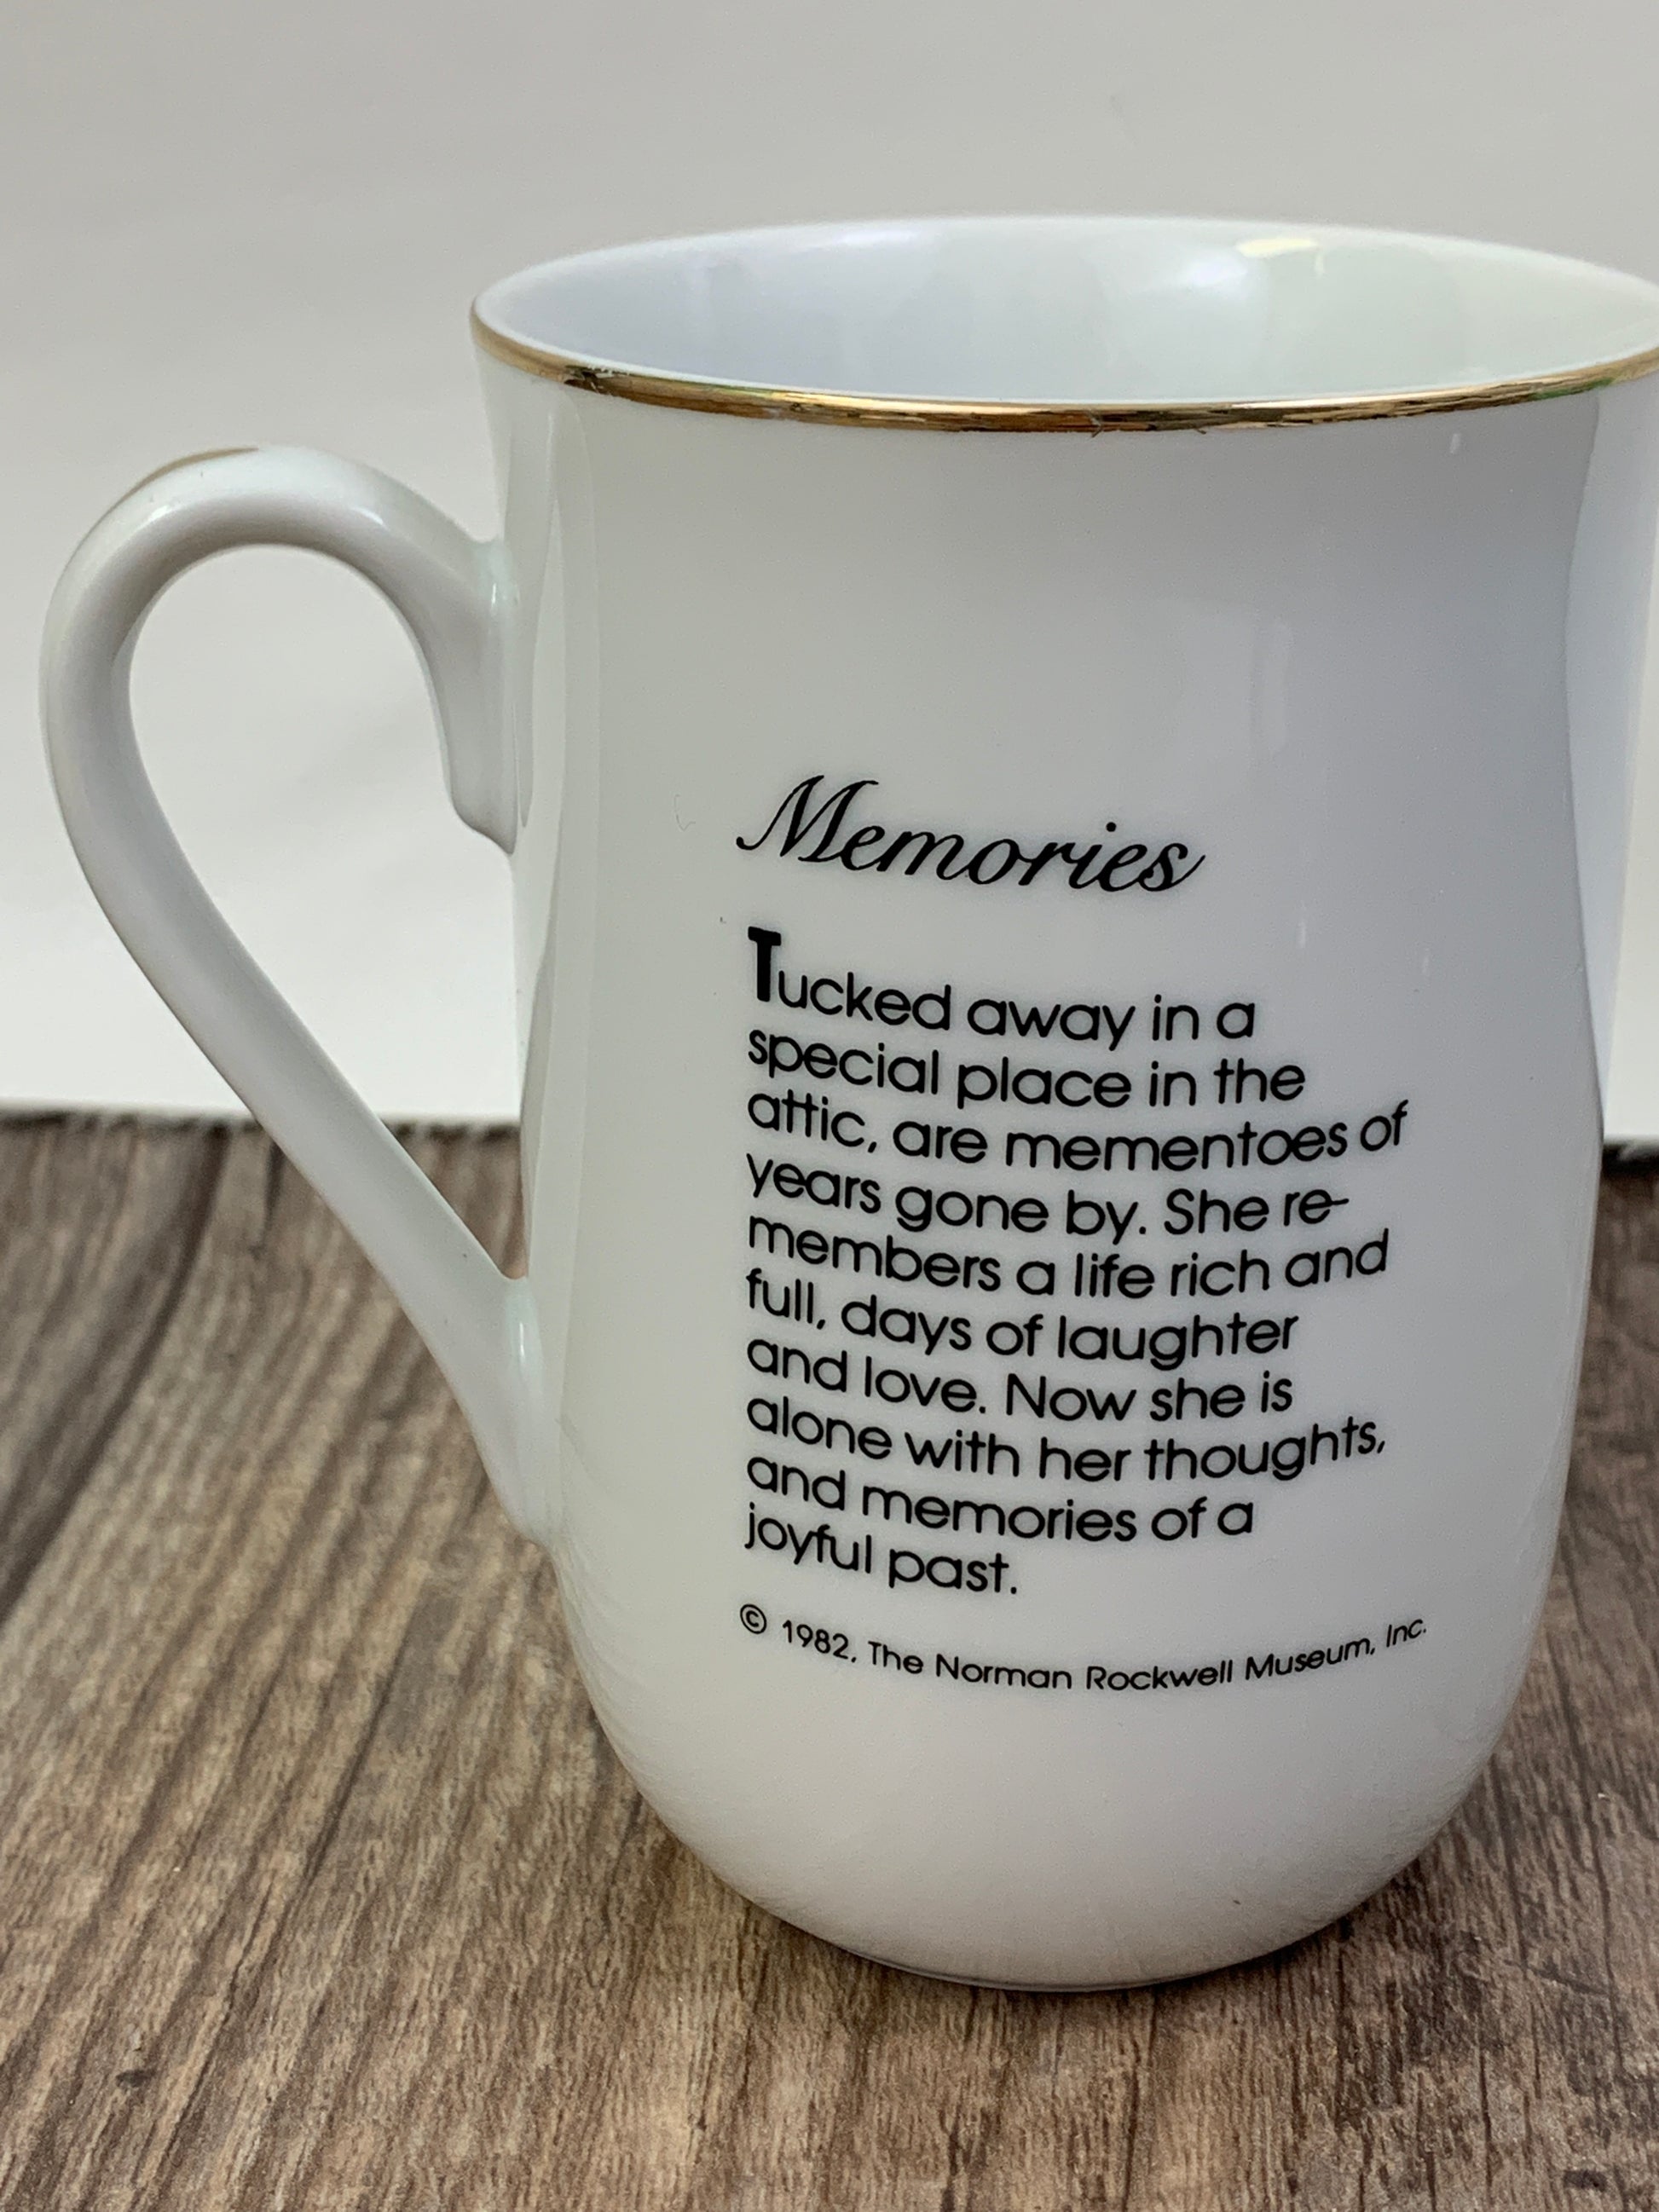 Memories
Tucked away in a
special place in the
attic, are mementoes of
years gone by. She re-
members a life rich and
full, days of laughter
and love. Now she is
alone with her thoughts,
and memories of a
joyful past.
© 1982, The Norman Rockwell Museum, Inc.